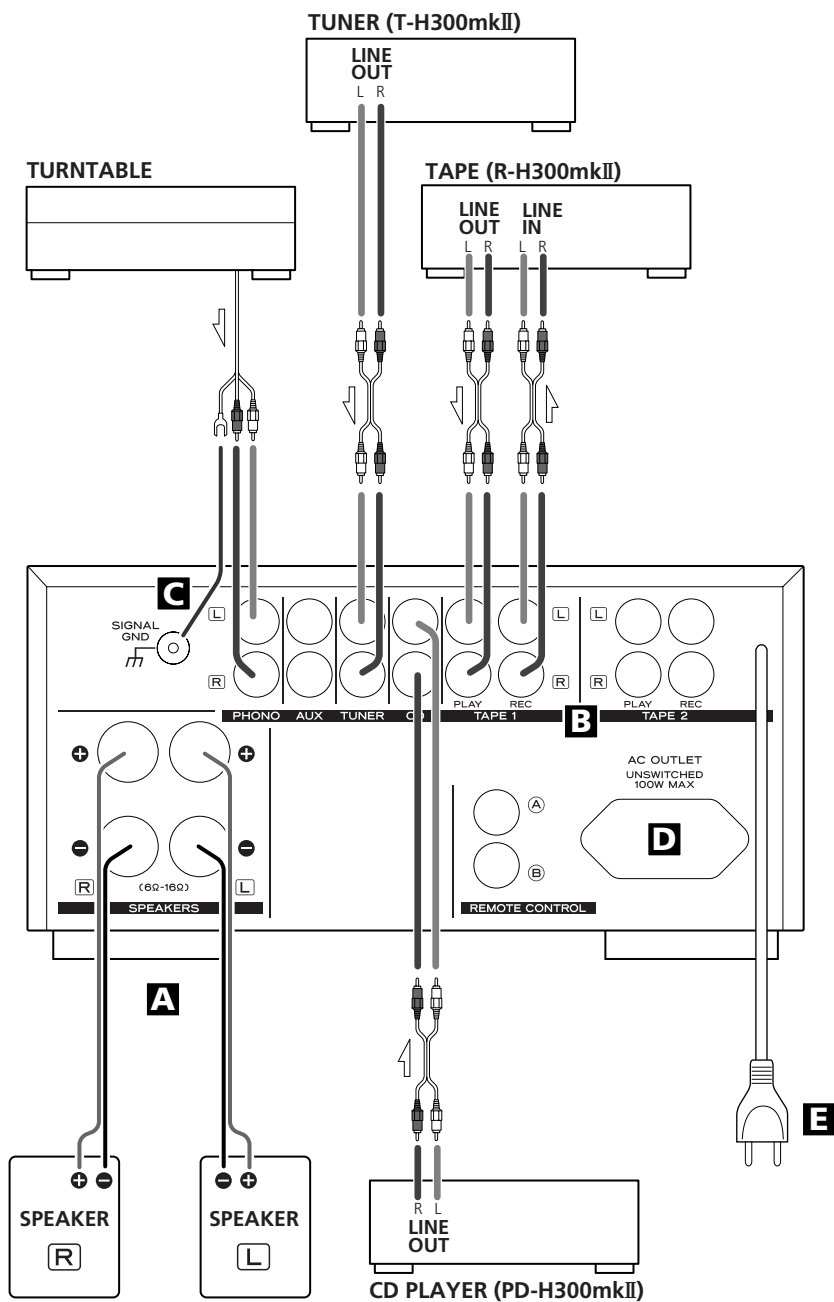 TUNER (T-H300mkⅡ)
LINE
OUT
L R
TURNTABLE
TAPE (R-H300mkⅡ)
LINE OUT LINE IN
L R L R
C
SIGNAL
GND
L
R
L
R
L
R
PLAY REC
PLAY REC
PHONO AUX TUNER CD TAPE 1
TAPE 2
B
+ +
− −
R (6Ω-16Ω) L
SPEAKERS
A
B
REMOTE CONTROL
AC OUTLET
UNSWITCHED
100W MAX
D
A
E
+ −
SPEAKER
R
− +
SPEAKER
L
R L
LINE
OUT
CD PLAYER (PD-H300mkⅡ)